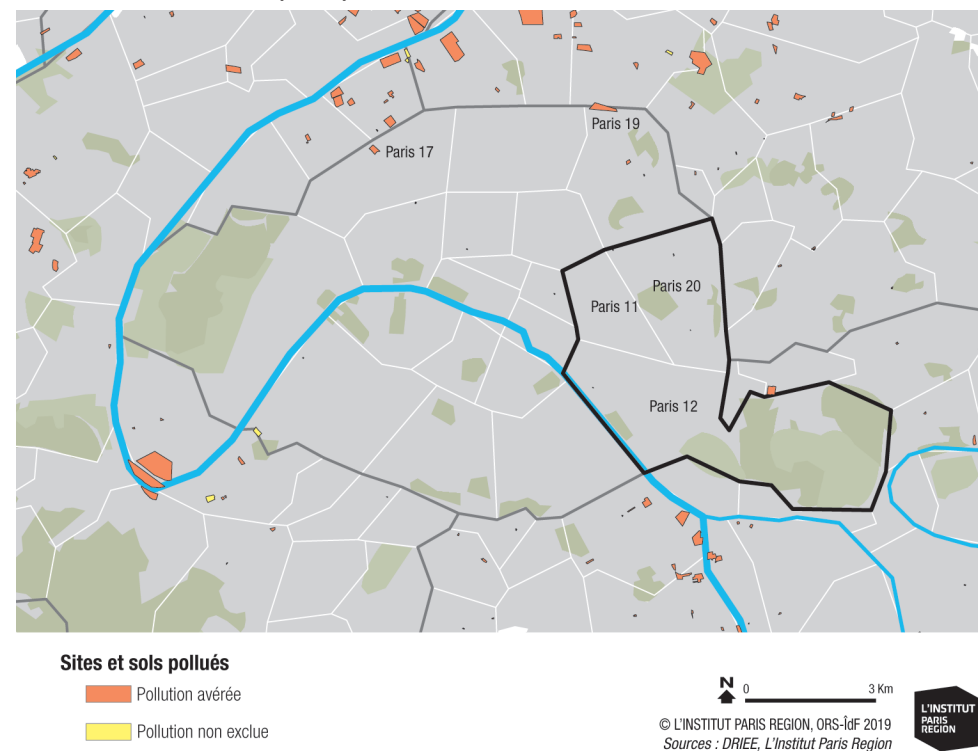 Paris 19
Paris 17
Paris 20
Paris 11
Paris 12
Sites et sols pollués
Pollution avérée
Pollution non exclue
N
0
3 Km
© L'INSTITUT PARIS REGION, ORS-ÎdF 2019
Sources : DRIEE, L'Institut Paris Region
L'INSTITUT
PARIS
REGION